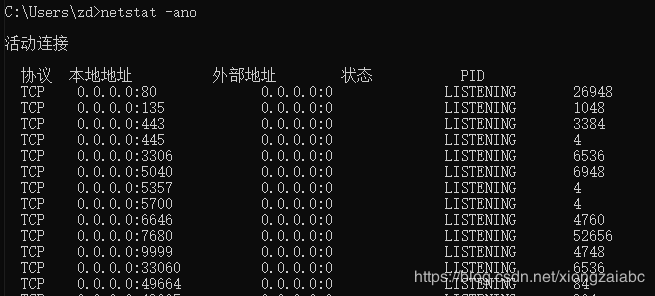 C:\Users\zd>netstat -ano
活动连接
协议 本地地址 外部地址 状态 PID
TCP 0.0.0.0:80 0.0.0.0:0 LISTENING 26948
TCP 0.0.0.0:135 0.0.0.0:0 LISTENING 1048
TCP 0.0.0.0:443 0.0.0.0:0 LISTENING 3384
TCP 0.0.0.0:445 0.0.0.0:0 LISTENING 4
TCP 0.0.0.0:3306 0.0.0.0:0 LISTENING 6536
TCP 0.0.0.0:5040 0.0.0.0:0 LISTENING 6948
TCP 0.0.0.0:5357 0.0.0.0:0 LISTENING 4
TCP 0.0.0.0:5700 0.0.0.0:0 LISTENING 4
TCP 0.0.0.0:6646 0.0.0.0:0 LISTENING 4760
TCP 0.0.0.0:7680 0.0.0.0:0 LISTENING 52656
TCP 0.0.0.0:9999 0.0.0.0:0 LISTENING 4748
TCP 0.0.0.0:33060 0.0.0.0:0 LISTENING 6536
https://blog.csdn.net/xiongzaiabc
TCP 0.0.0.0:49664 0.0.0.0:0 LISTENING 84